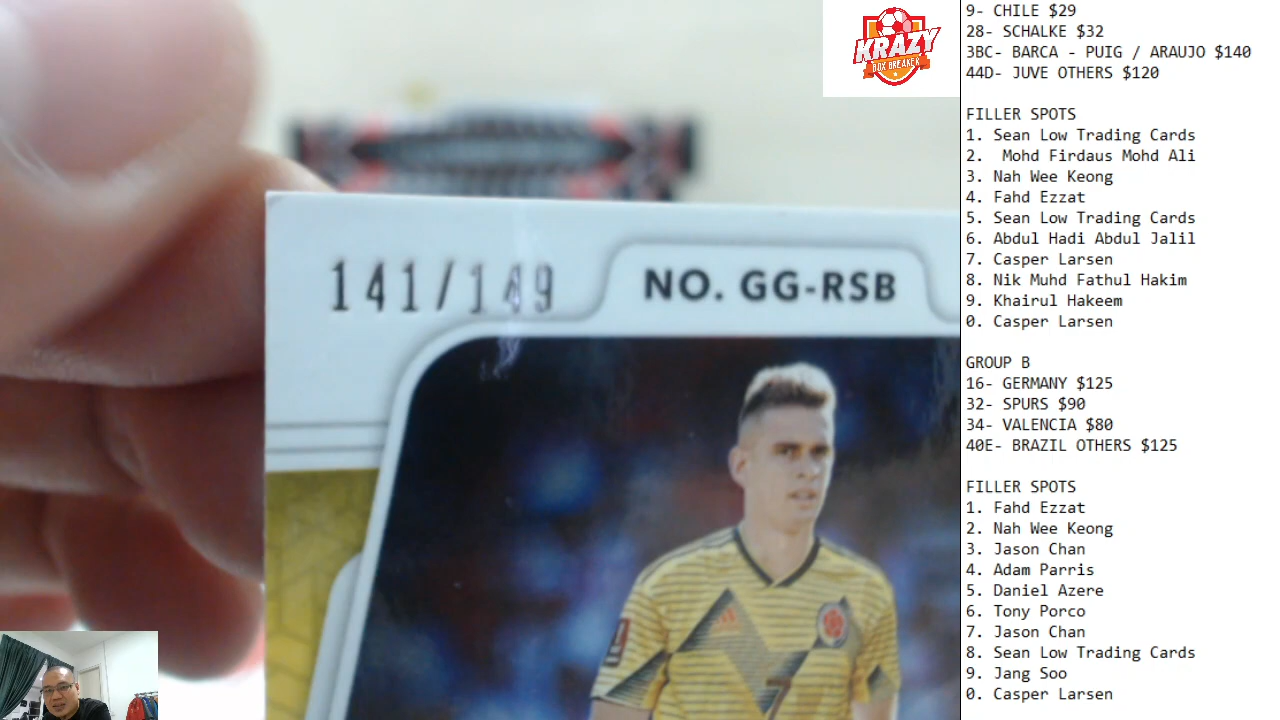 KRAZY
BOX BREAKER
141/149
NO. GG-RSB
7
9- CHILE $29
28- SCHALKE $32
3BC- BARCA - PUIG / ARAUJO $140
44D- JUVE OTHERS $120
FILLER SPOTS
1. Sean Low Trading Cards
2.  Mohd Firdaus Mohd Ali
3. Nah Wee Keong
4. Fahd Ezzat
5. Sean Low Trading Cards
6. Abdul Hadi Abdul Jalil
7. Casper Larsen
8. Nik Muhd Fathul Hakim
9. Khairul Hakeem
0. Casper Larsen
GROUP B
16- GERMANY $125
32- SPURS $90
34- VALENCIA $80
40E- BRAZIL OTHERS $125
FILLER SPOTS
1. Fahd Ezzat
2. Nah Wee Keong
3. Jason Chan
4. Adam Parris
5. Daniel Azere
6. Tony Porco
7. Jason Chan
8. Sean Low Trading Cards
9. Jang Soo
0. Casper Larsen